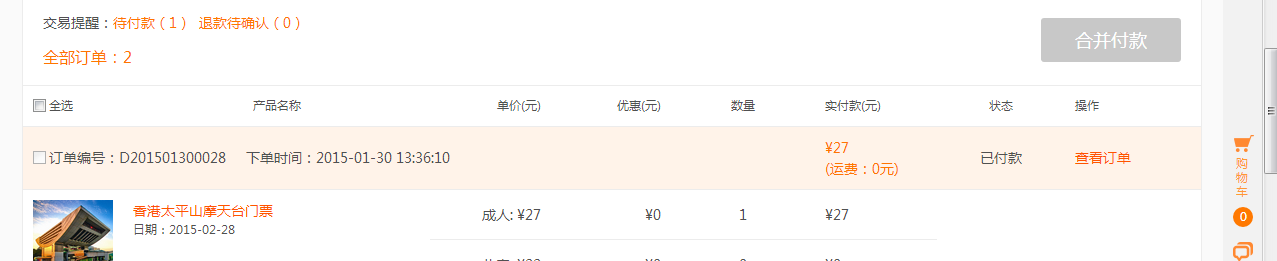 交易提醒：待付款（1） 退款待确认（0）
全部订单：2
合并付款
全选 产品名称 单价(元) 优惠(元) 数量 实付款(元) 状态 操作
订单编号：D201501300028 下单时间：2015-01-30 13:36:10 ¥27 已付款 查看订单
(运费：0元)
香港太平山摩天台门票 成人: ¥27 ¥0 1 ¥27
日期：2015-02-28
购物车
0